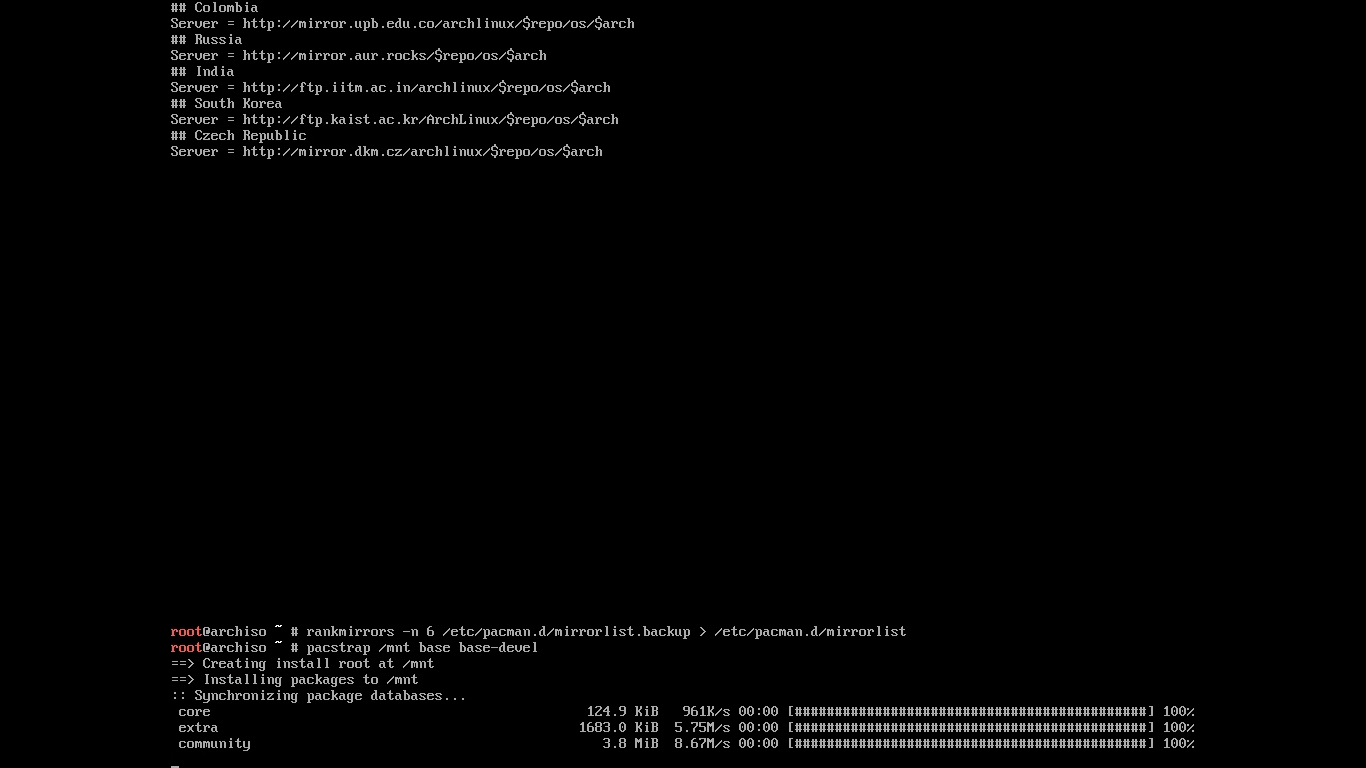 ## Colombia
Server = http://mirror.upb.edu.co/archlinux/$repo/os/$arch
## Russia
Server = http://mirror.aur.rocks/$repo/os/$arch
## India
Server = http://ftp.iitm.ac.in/archlinux/$repo/os/$arch
## South Korea
Server = http://ftp.kaist.ac.kr/ArchLinux/$repo/os/$arch
## Czech Republic
Server = http://mirror.dkm.cz/archlinux/$repo/os/$arch
root@archiso ~ # rankmirrors -n 6 /etc/pacman.d/mirrorlist.backup > /etc/pacman.d/mirrorlist
root@archiso ~ # pacstrap /mnt base base-devel
==> Creating install root at /mnt
==> Installing packages to /mnt
:: Synchronizing package databases...
core 124.9 KiB 961K/s 00:00 [############################################] 100%
extra 1683.0 KiB 5.75M/s 00:00 [############################################] 100%
community 3.8 MiB 8.67M/s 00:00 [############################################] 100%